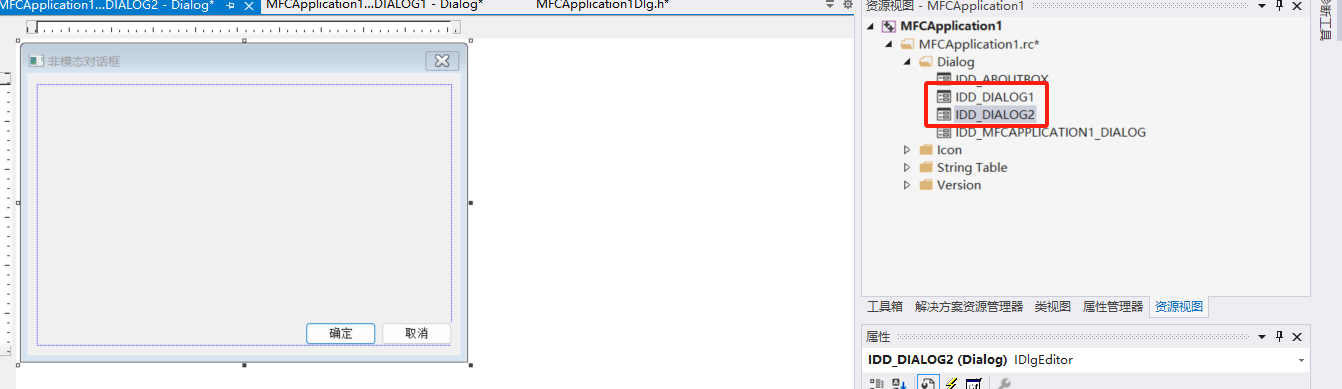 MFCApplication1...DIALOG2 - Dialog*
MFCApplication1...DIALOG1 - Dialog*
MFCApplication1Dlg.h*
非模态对话框
确定
取消
资源视图 - MFCApplication1
MFCApplication1
MFCApplication1.rc*
Dialog
IDD_ABOUTBOX
IDD_DIALOG1
IDD_DIALOG2
IDD_MFCAPPLICATION1_DIALOG
Icon
String Table
Version
工具箱 解决方案资源管理器 类视图 属性管理器 资源视图
属性
IDD_DIALOG2 (Dialog) IDlgEditor
断工具